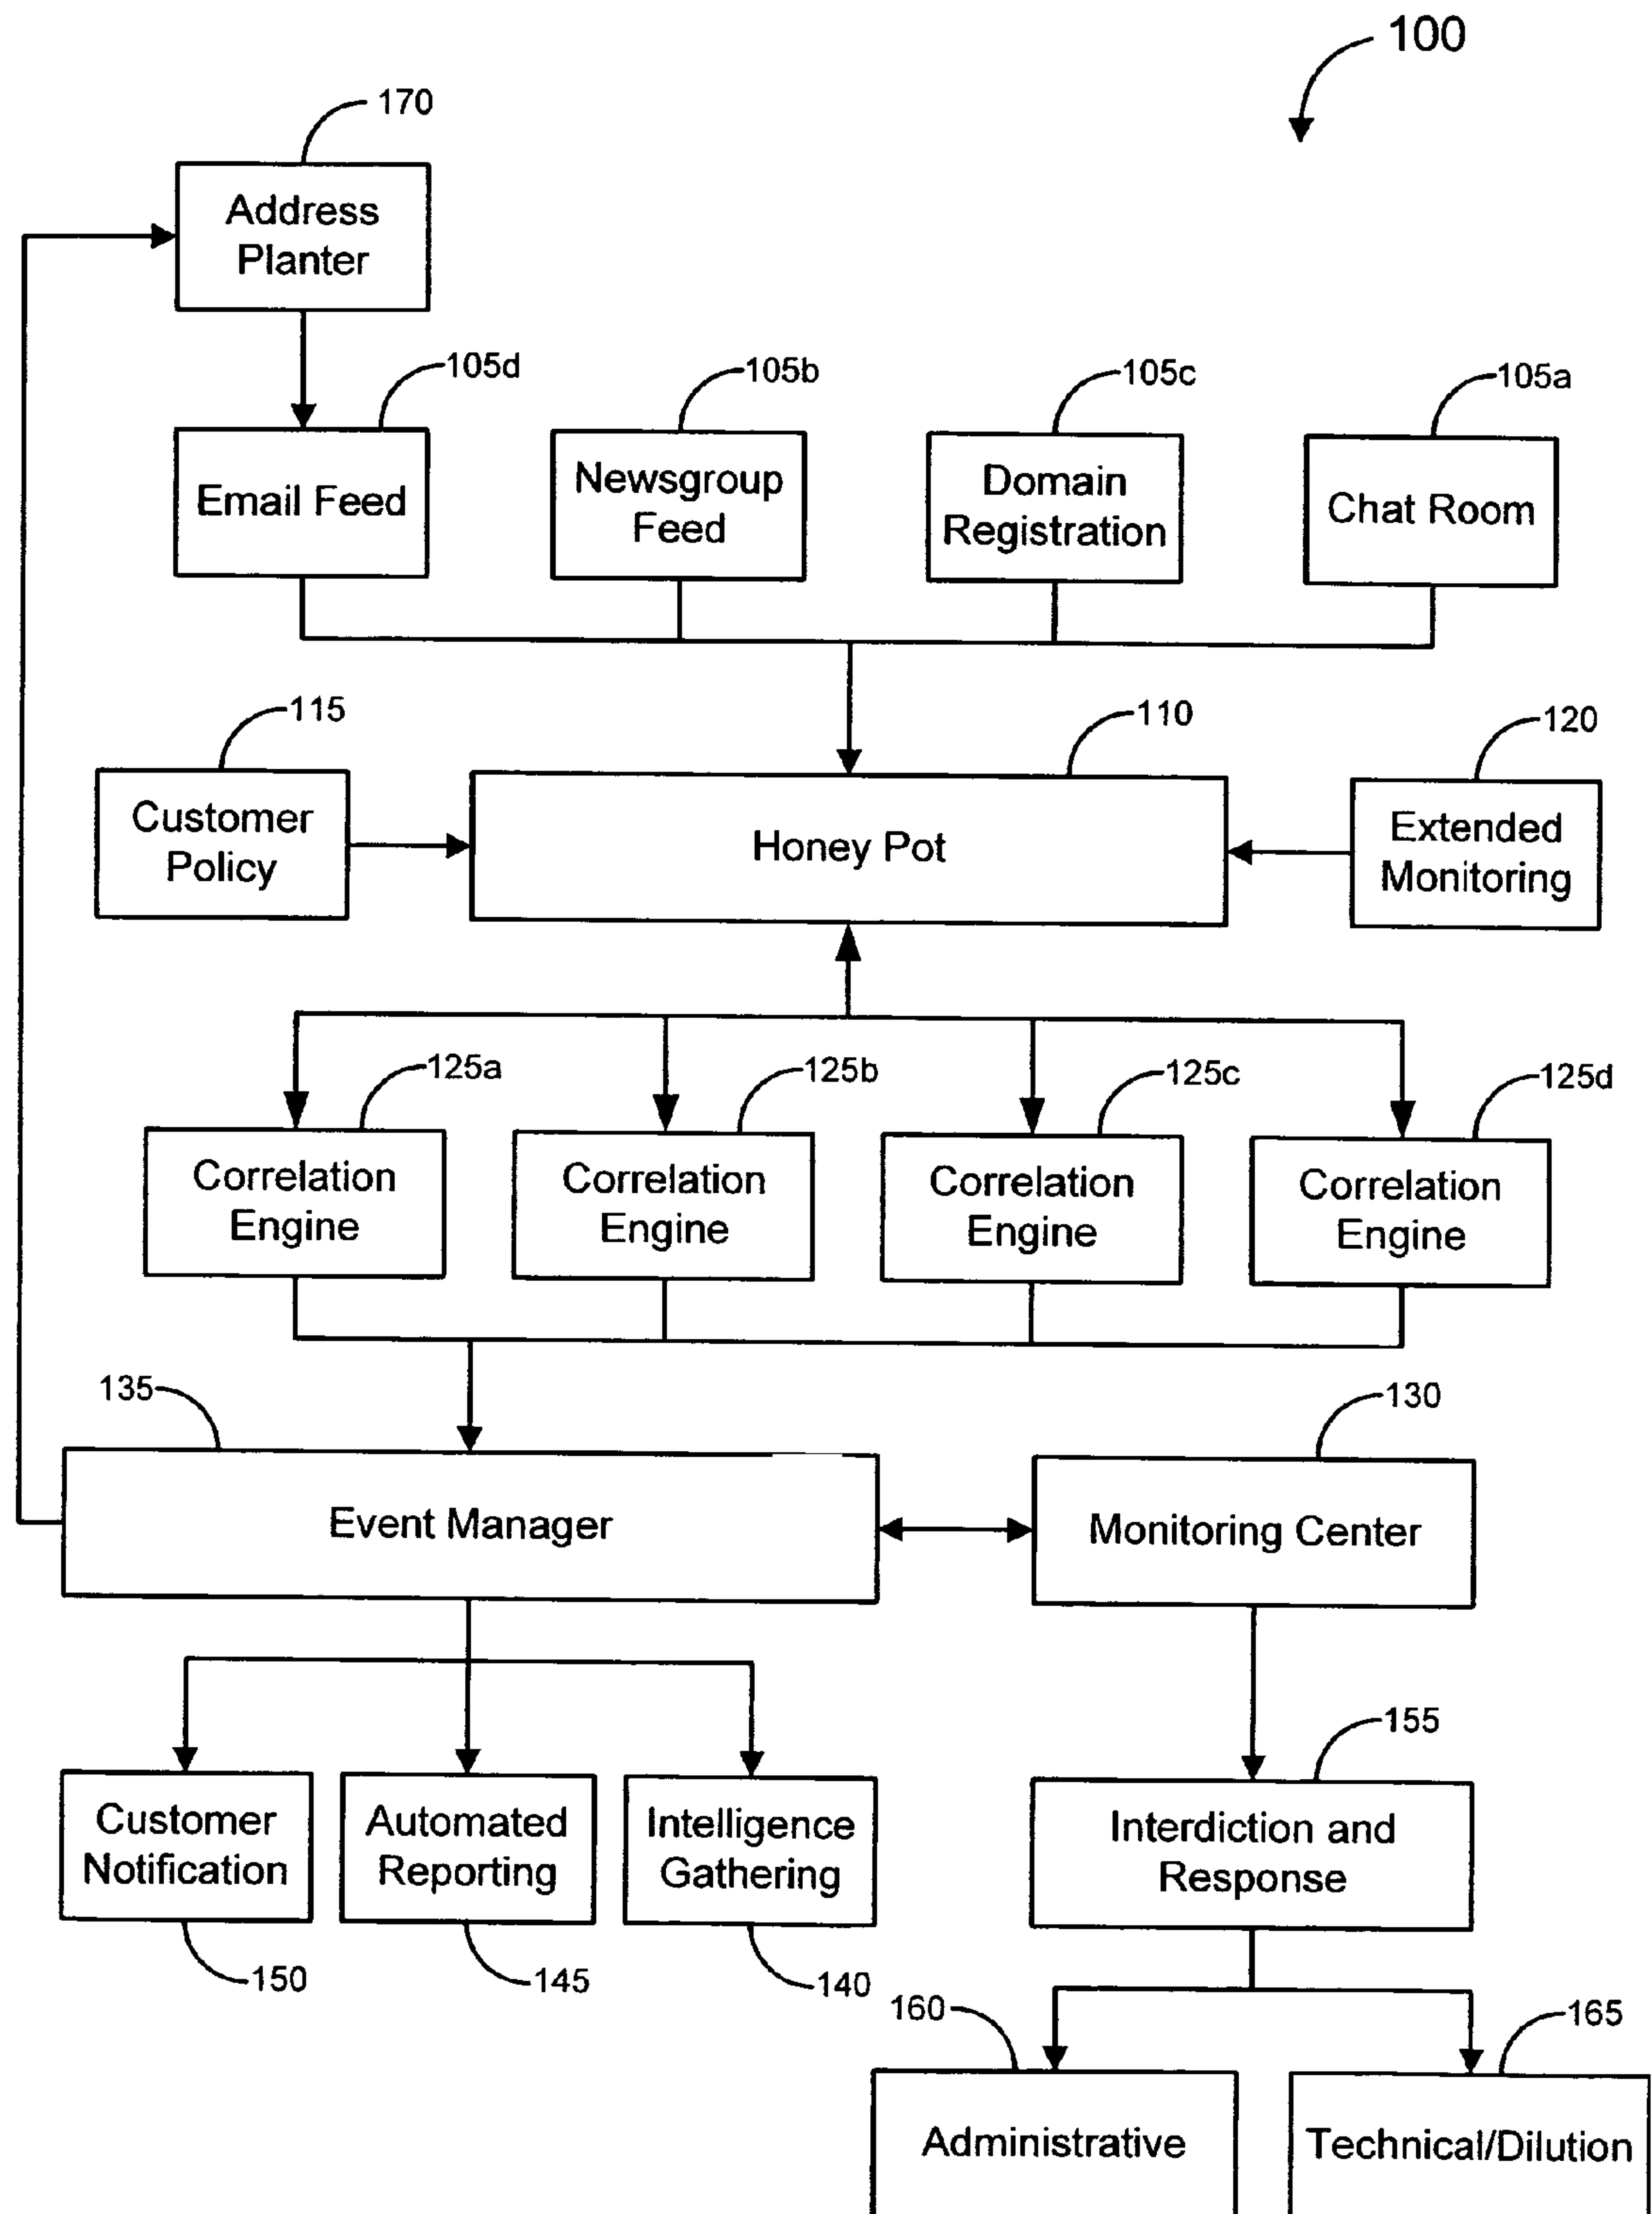 100
170
Address
Planter
105d
105b
105c
105a
Email Feed
Newsgroup
Feed
Domain
Registration
Chat Room
115
110
120
Customer
Policy
Honey Pot
Extended
Monitoring
125a
125b
125c
125d
Correlation
Engine
Correlation
Engine
Correlation
Engine
Correlation
Engine
135
130
Event Manager
Monitoring Center
155
Customer
Notification
Automated
Reporting
Intelligence
Gathering
Interdiction and
Response
150
145
140
160
165
Administrative
Technical/Dilution